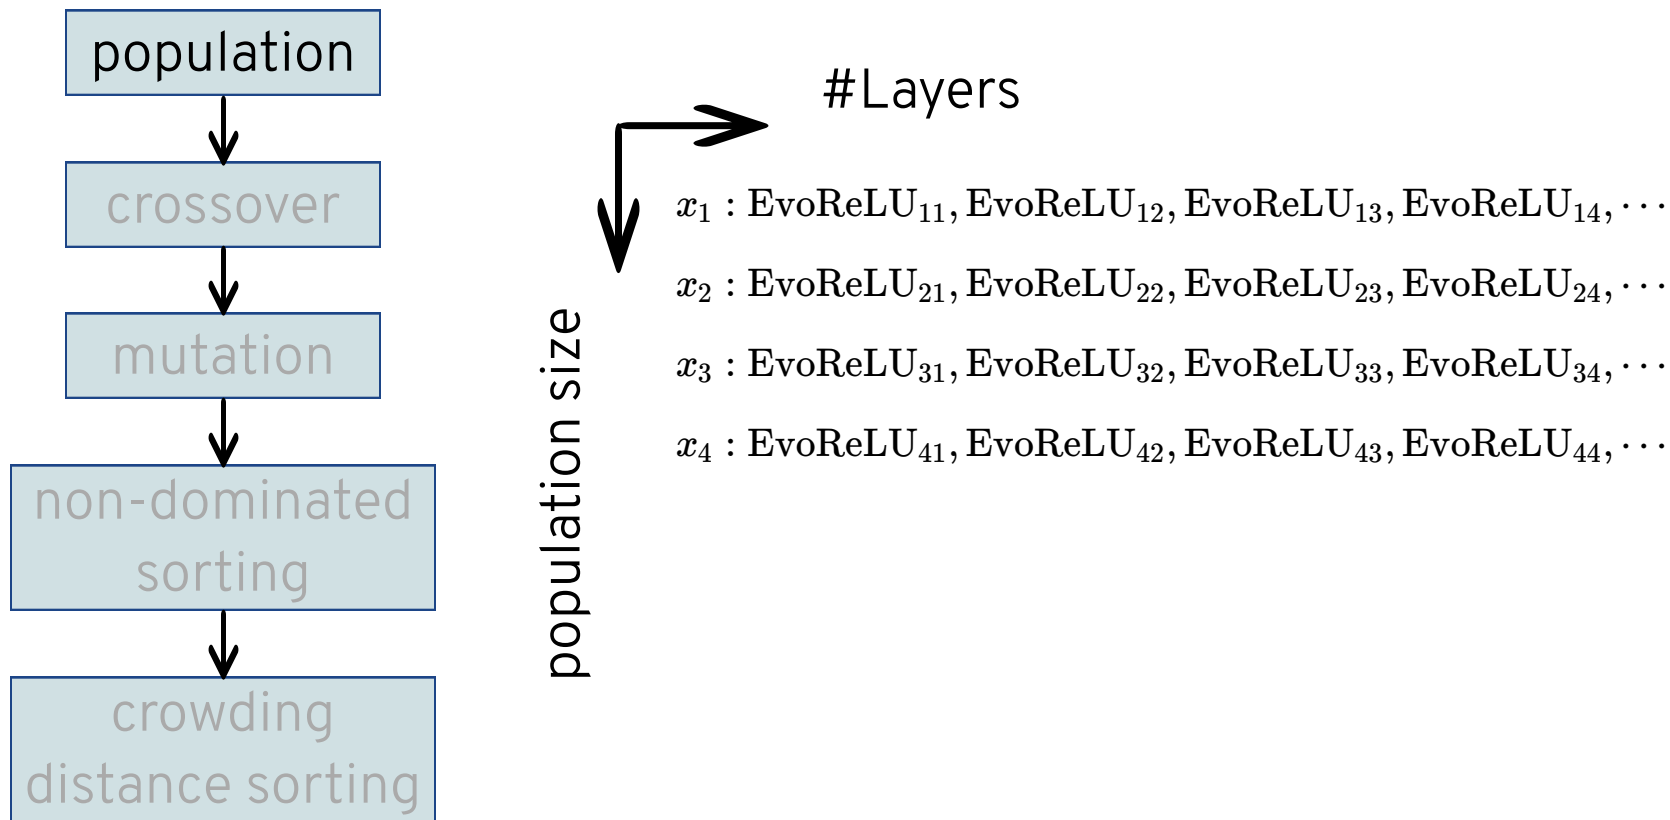 population
crossover
mutation
non-dominated
sorting
crowding
distance sorting
#Layers
population size
x₁ : EvoReLU₁₁, EvoReLU₁₂, EvoReLU₁₃, EvoReLU₁₄, ⋯
x₂ : EvoReLU₂₁, EvoReLU₂₂, EvoReLU₂₃, EvoReLU₂₄, ⋯
x₃ : EvoReLU₃₁, EvoReLU₃₂, EvoReLU₃₃, EvoReLU₃₄, ⋯
x₄ : EvoReLU₄₁, EvoReLU₄₂, EvoReLU₄₃, EvoReLU₄₄, ⋯